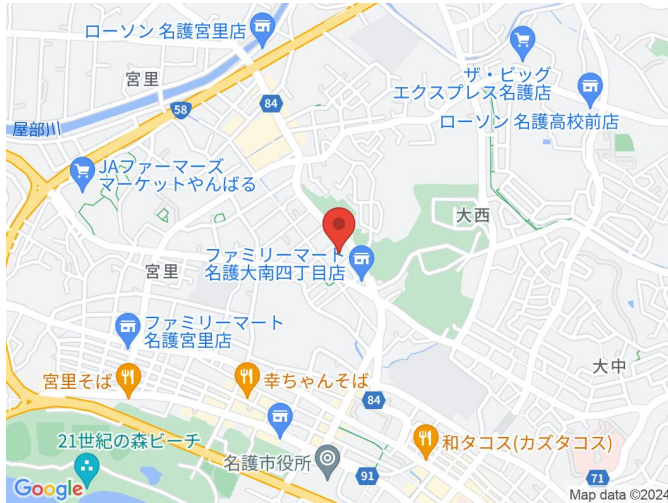 ローソン 名護宮里店
宮里
58
84
屋部川
ザ・ビッグ
エクスプレス名護店
ローソン 名護高校前店
JAファーマーズ
マーケットやんばる
大西
ファミリーマート
名護大南四丁目店
宮里
ファミリーマート
名護宮里店
大中
宮里そば
幸ちゃんそば
84
和タコス(カズタコス)
21世紀の森ビーチ
名護市役所
91
71
Google
Map data ©2024